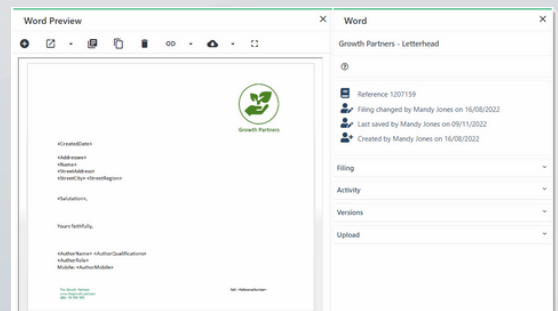 Word Preview
Growth Partners
<CreatedDate>
<Addressee>
<Name>
<StreetAddress>
<StreetCity> <StreetRegion>
<Salutation>,
Yours faithfully,
<AuthorName> <AuthorQualifications>
<AuthorRole>
Mobile: <AuthorMobile>
Word
Growth Partners - Letterhead
Reference 1207159
Filing changed by Mandy Jones on 16/08/2022
Last saved by Mandy Jones on 09/11/2022
Created by Mandy Jones on 16/08/2022
Filing
Activity
Versions
Upload